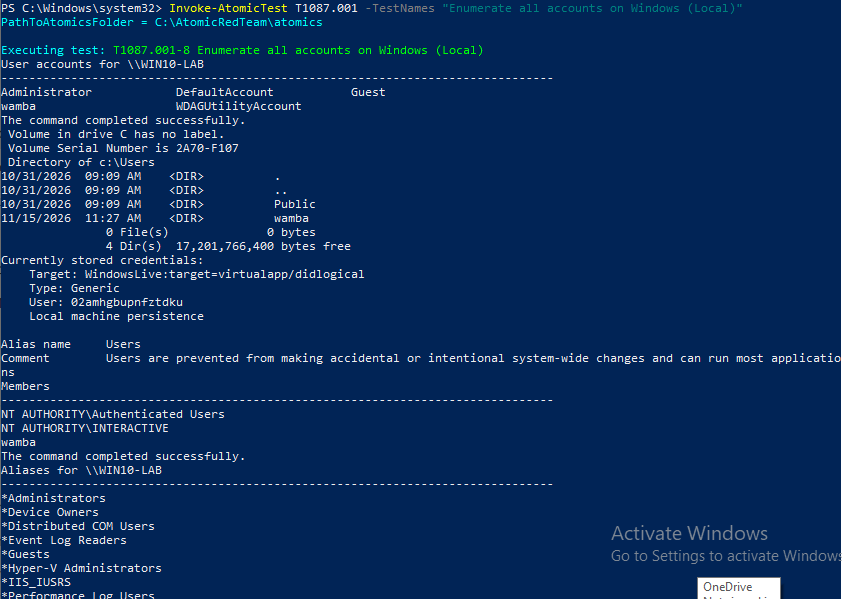 PS C:\Windows\system32> Invoke-AtomicTest T1087.001 -TestNames "Enumerate all accounts on Windows (Local)"
PathToAtomicsFolder = C:\AtomicRedTeam\atomics
Executing test: T1087.001-8 Enumerate all accounts on Windows (Local)
User accounts for \\WIN10-LAB
-------------------------------------------------------------------------------
Administrator            DefaultAccount           Guest
wamba                    WDAGUtilityAccount
The command completed successfully.
 Volume in drive C has no label.
 Volume Serial Number is 2A70-F107
 Directory of c:\Users
10/31/2026  09:09 AM    <DIR>          .
10/31/2026  09:09 AM    <DIR>          ..
10/31/2026  09:09 AM    <DIR>          Public
11/15/2026  11:27 AM    <DIR>          wamba
               0 File(s)              0 bytes
               4 Dir(s)  17,201,766,400 bytes free
Currently stored credentials:
    Target: WindowsLive:target=virtualapp/didlogical
    Type: Generic
    User: 02amhgbupnfztdku
    Local machine persistence
Alias name     Users
Comment        Users are prevented from making accidental or intentional system-wide changes and can run most applicatio
ns
Members
-------------------------------------------------------------------------------
NT AUTHORITY\Authenticated Users
NT AUTHORITY\INTERACTIVE
wamba
The command completed successfully.
Aliases for \\WIN10-LAB
-------------------------------------------------------------------------------
*Administrators
*Device Owners
*Distributed COM Users
*Event Log Readers
*Guests
*Hyper-V Administrators
*IIS_IUSRS
*Performance Log Users
Activate Windows
Go to Settings to activate Windows
OneDrive